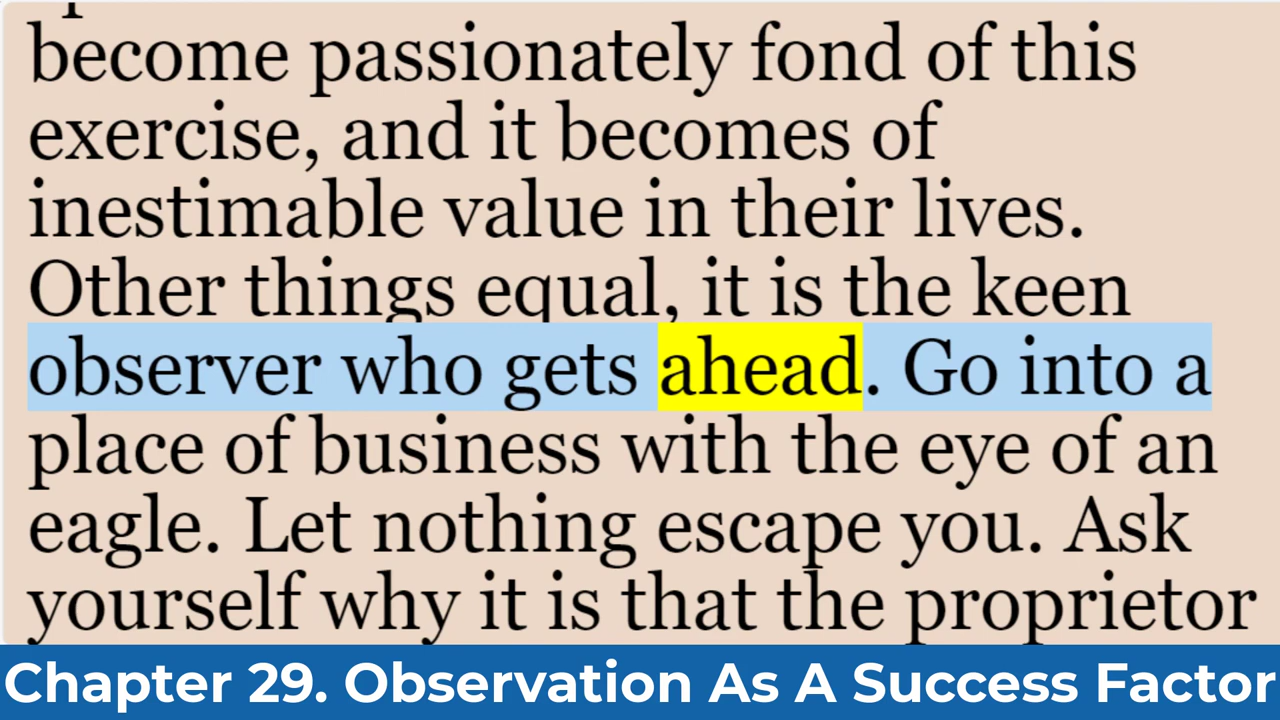 become passionately fond of this
exercise, and it becomes of
inestimable value in their lives.
Other things equal, it is the keen
observer who gets ahead. Go into a
place of business with the eye of an
eagle. Let nothing escape you. Ask
yourself why it is that the proprietor
Chapter 29. Observation As A Success Factor